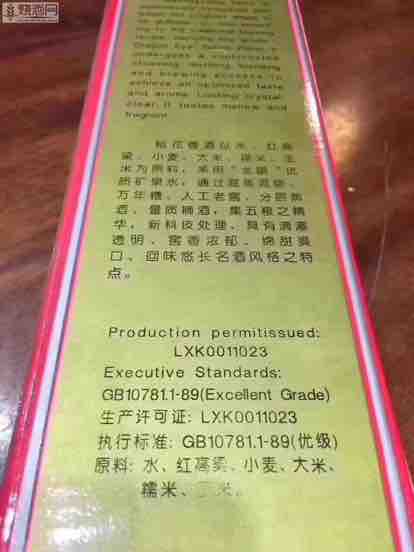 and brewing process to
achieve an optimized taste
and aroma. Looking crystal-
clear it tastes mellow and
fragrant.
稻花香酒以水、红高
粱、小麦、大米、糯米、玉
米为原料,采用"龙眼"优
质矿泉水,通过混蒸混烧、
万年糟、人工老窖、分层蒸
酒、量质摘酒,集五粮之精
华,新科技处理,具有清澈
透明、窖香浓郁、绵甜爽
口、回味悠长名酒风格之特
点。
Production permitissued:
LXK0011023
Executive Standards:
GB10781.1-89(Excellent Grade)
生产许可证: LXK0011023
执行标准: GB10781.1-89(优级)
原料: 水、红高粱、小麦、大米、
糯米、